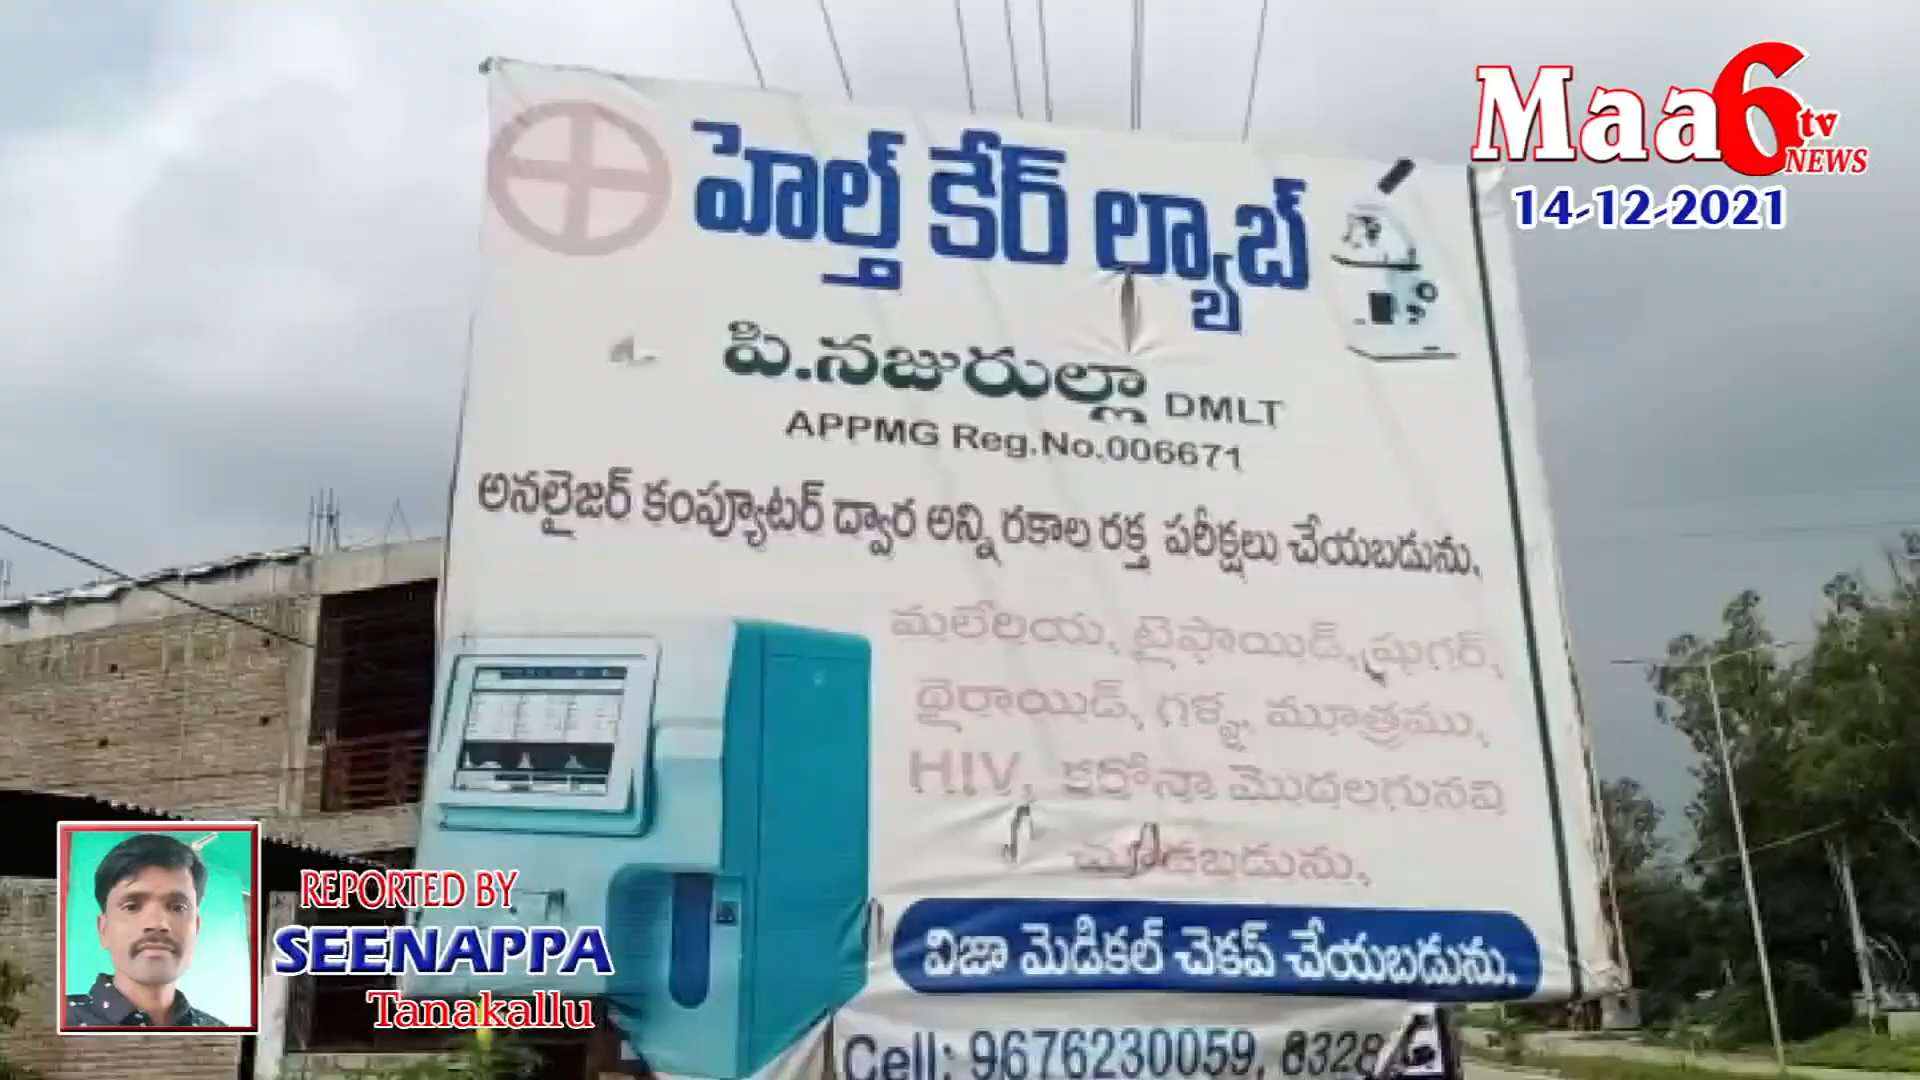 Maa6tv NEWS
14-12-2021
హెల్త్ కేర్ ల్యాబ్
పి.నజురుల్లా DMLT
APPMG Reg.No.006671
అనలైజర్ కంప్యూటర్ ద్వార అన్ని రకాల రక్త పరీక్షలు చేయబడును.
మలేరియ, టైఫాయిడ్, షుగర్,
థైరాయిడ్, గళ్ళ, మూత్రము,
HIV, కరోనా మొదలగునవి
చూడబడును.
విజా మెడికల్ చెకప్ చేయబడును.
Cell: 9676230059, 8328
REPORTED BY
SEENAPPA
Tanakallu